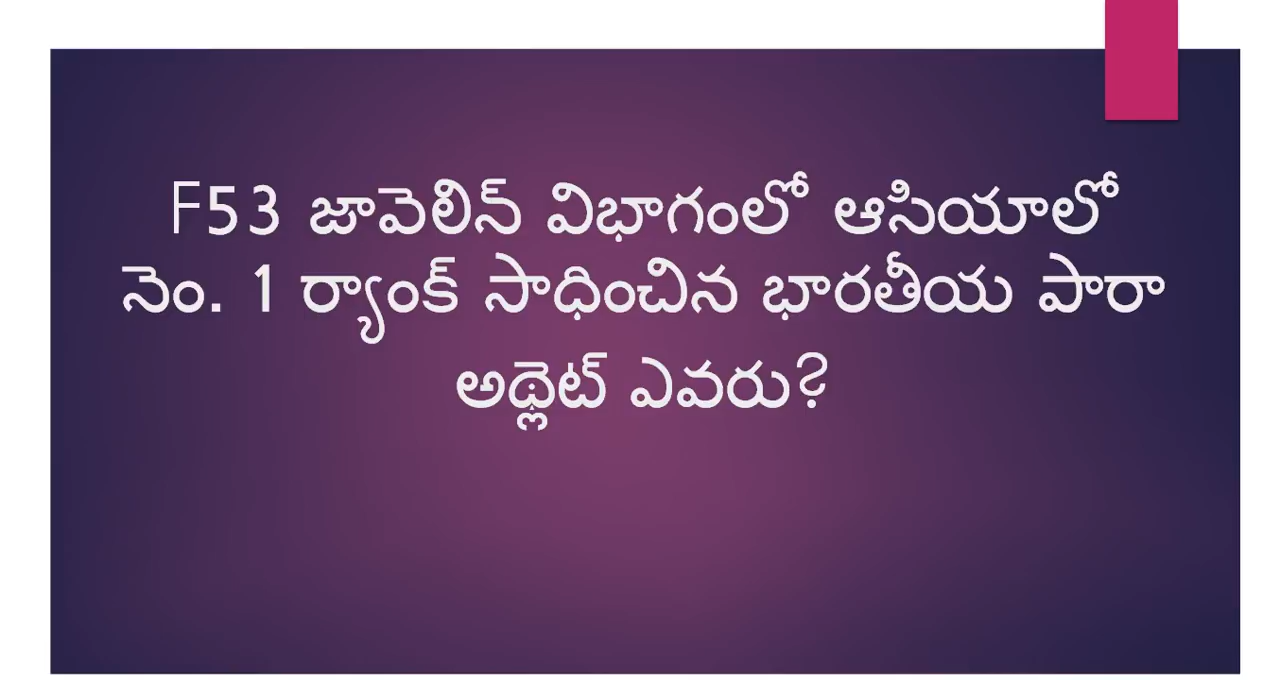 F53 జావెలిన్ విభాగంలో ఆసియాలో
నెం. 1 ర్యాంక్ సాధించిన భారతీయ పారా
అథ్లెట్ ఎవరు?